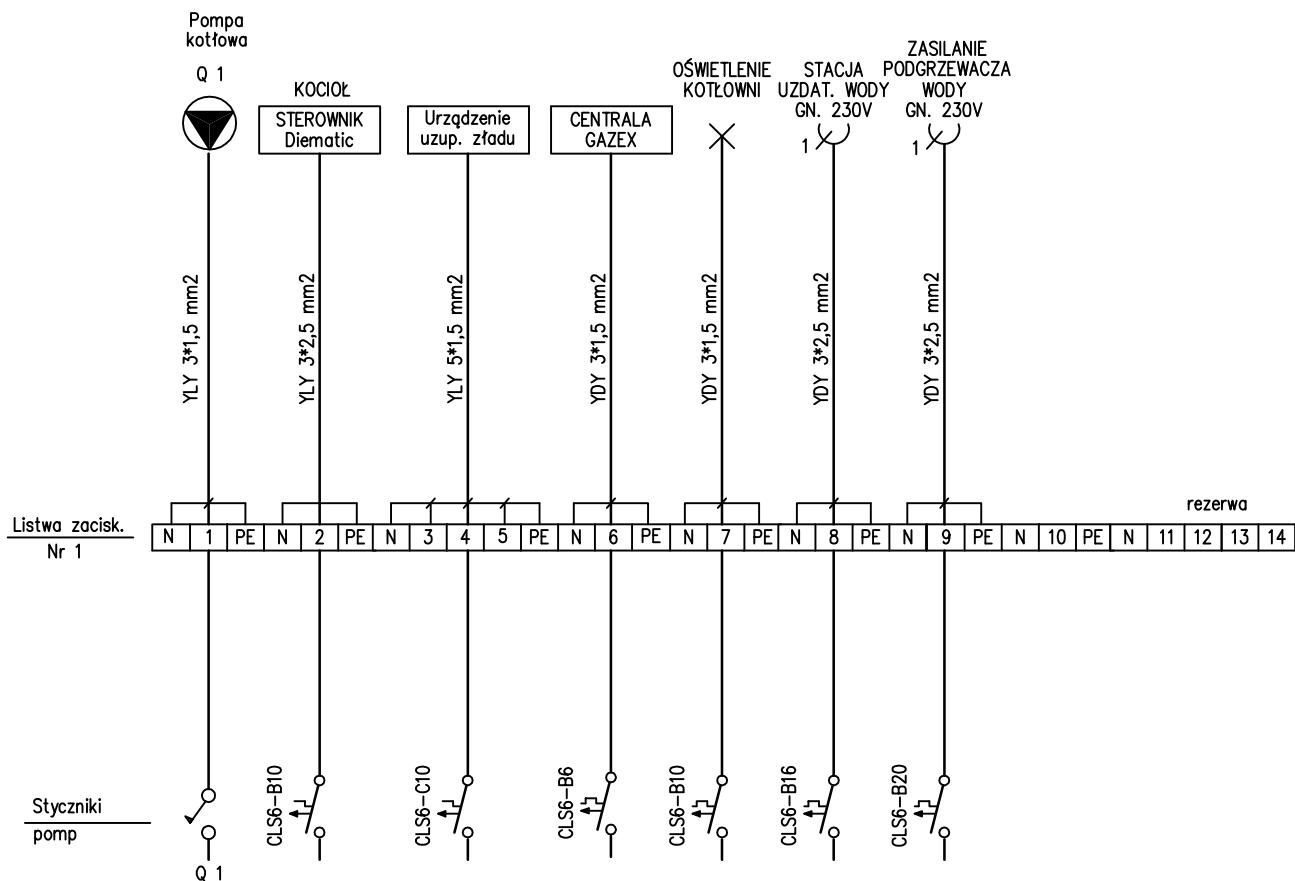 Pompa
kotłowa
Q 1
KOCIOŁ
STEROWNIK
Diematic
Urządzenie
uzup. zładu
CENTRALA
GAZEX
OŚWIETLENIE
KOTŁOWNI
STACJA
UZDAT. WODY
GN. 230V
1
ZASILANIE
PODGRZEWACZA
WODY
GN. 230V
1
YLY 3*1,5 mm2
YLY 3*2,5 mm2
YLY 5*1,5 mm2
YDY 3*1,5 mm2
YDY 3*1,5 mm2
YDY 3*2,5 mm2
YDY 3*2,5 mm2
rezerwa
Listwa zacisk.
Nr 1
N 1 PE N 2 PE N 3 4 5 PE N 6 PE N 7 PE N 8 PE N 9 PE N 10 PE N 11 12 13 14
CLS6-B10
CLS6-C10
CLS6-B6
CLS6-B10
CLS6-B16
CLS6-B20
Styczniki
pomp
Q 1